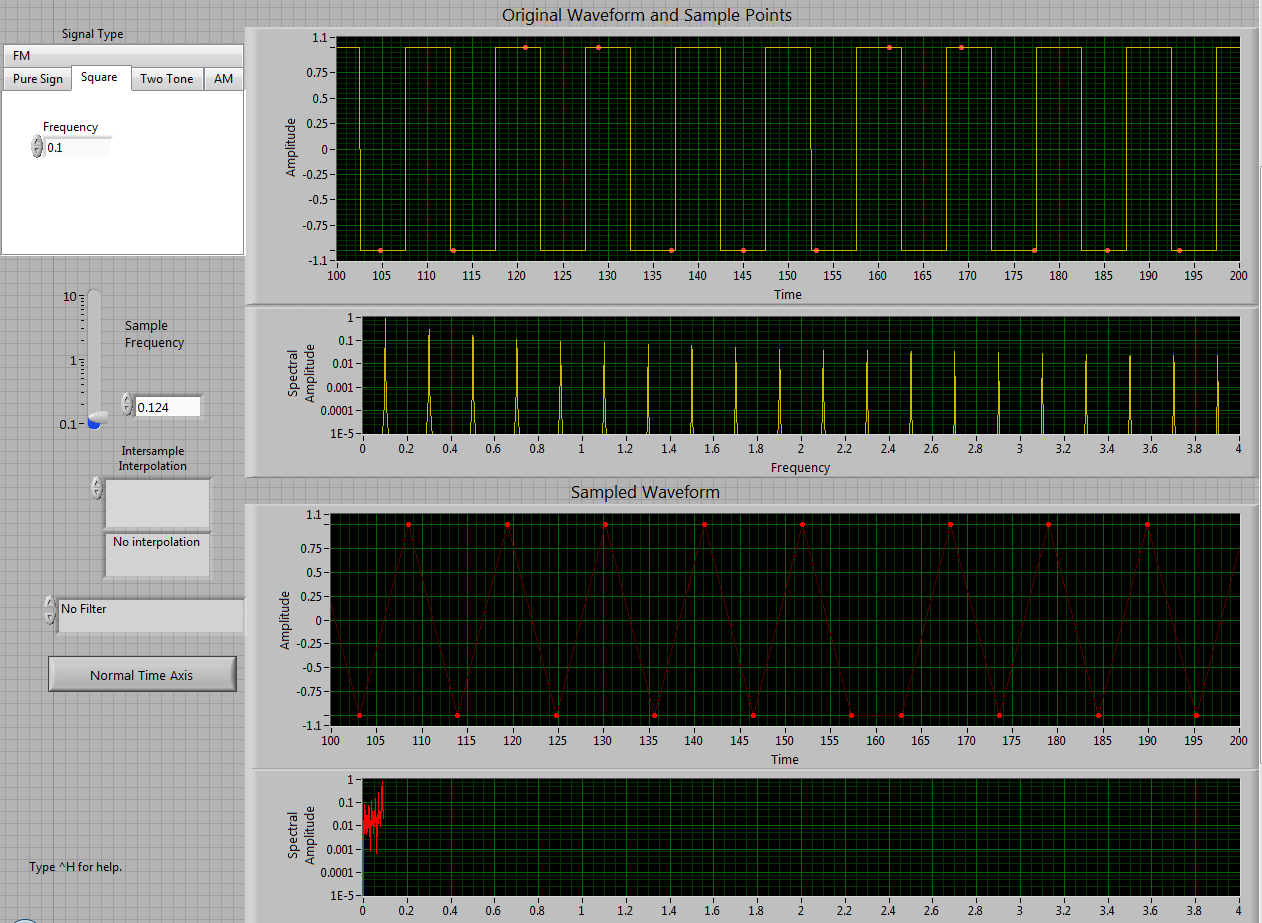 Signal Type
FM
Pure Sign Square Two Tone AM
Frequency
0.1
10
1
0.1
Sample
Frequency
0.124
Intersample
Interpolation
No interpolation
No Filter
Normal Time Axis
Type ^H for help.
Original Waveform and Sample Points
Amplitude
1.1
0.75
0.5
0.25
0
-0.25
-0.5
-0.75
-1.1
100 105 110 115 120 125 130 135 140 145 150 155 160 165 170 175 180 185 190 195 200
Time
Spectral
Amplitude
1
0.1
0.01
0.001
0.0001
1E-5
0 0.2 0.4 0.6 0.8 1 1.2 1.4 1.6 1.8 2 2.2 2.4 2.6 2.8 3 3.2 3.4 3.6 3.8 4
Frequency
Sampled Waveform
Amplitude
1.1
0.75
0.5
0.25
0
-0.25
-0.5
-0.75
-1.1
100 105 110 115 120 125 130 135 140 145 150 155 160 165 170 175 180 185 190 195 200
Time
Spectral
Amplitude
1
0.1
0.01
0.001
0.0001
1E-5
0 0.2 0.4 0.6 0.8 1 1.2 1.4 1.6 1.8 2 2.2 2.4 2.6 2.8 3 3.2 3.4 3.6 3.8 4